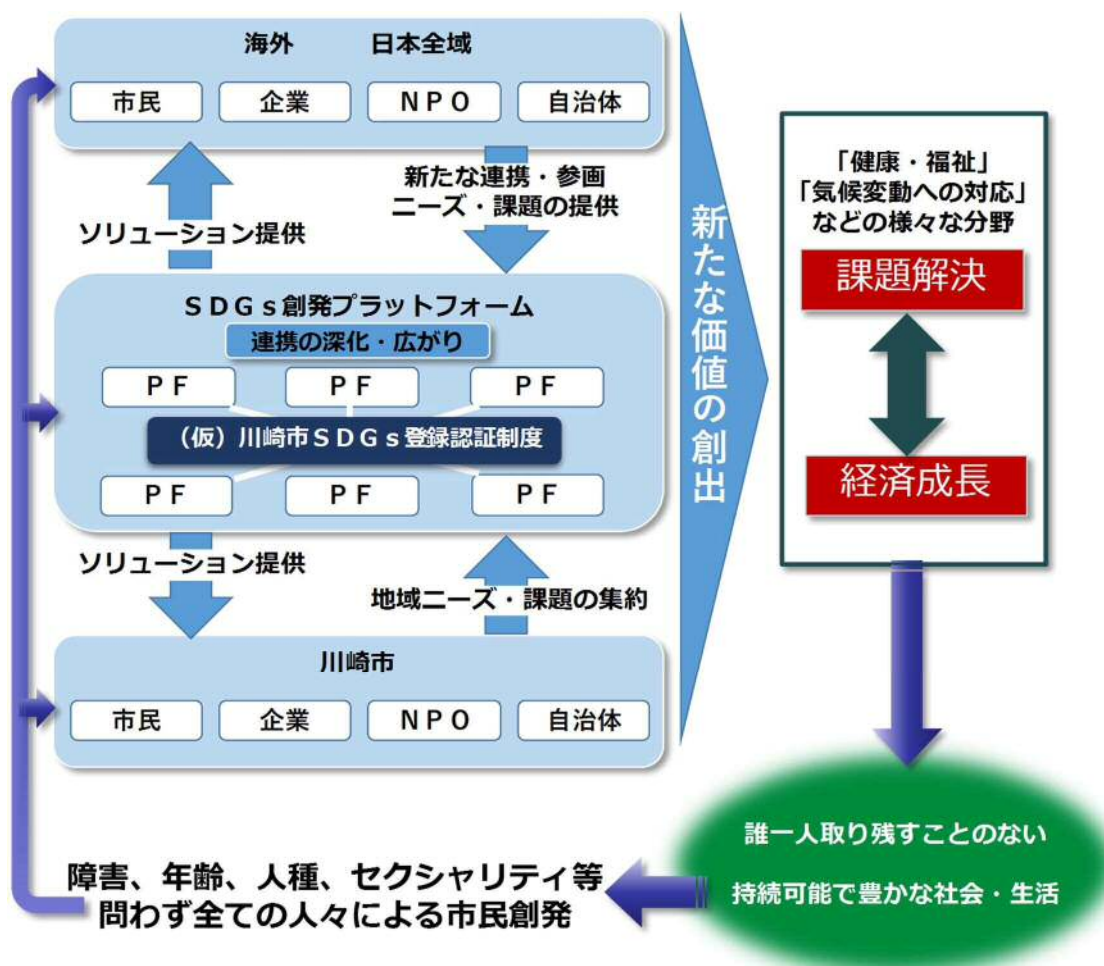 海外 日本全域
市民 企業 ＮＰＯ 自治体
ソリューション提供
新たな連携・参画
ニーズ・課題の提供
ＳＤＧｓ創発プラットフォーム
連携の深化・広がり
ＰＦ ＰＦ ＰＦ
（仮）川崎市ＳＤＧｓ登録認証制度
ＰＦ ＰＦ ＰＦ
ソリューション提供
地域ニーズ・課題の集約
川崎市
市民 企業 ＮＰＯ 自治体
新たな価値の創出
「健康・福祉」
「気候変動への対応」
などの様々な分野
課題解決
経済成長
誰一人取り残すことのない
持続可能で豊かな社会・生活
障害、年齢、人種、セクシャリティ等
問わず全ての人々による市民創発